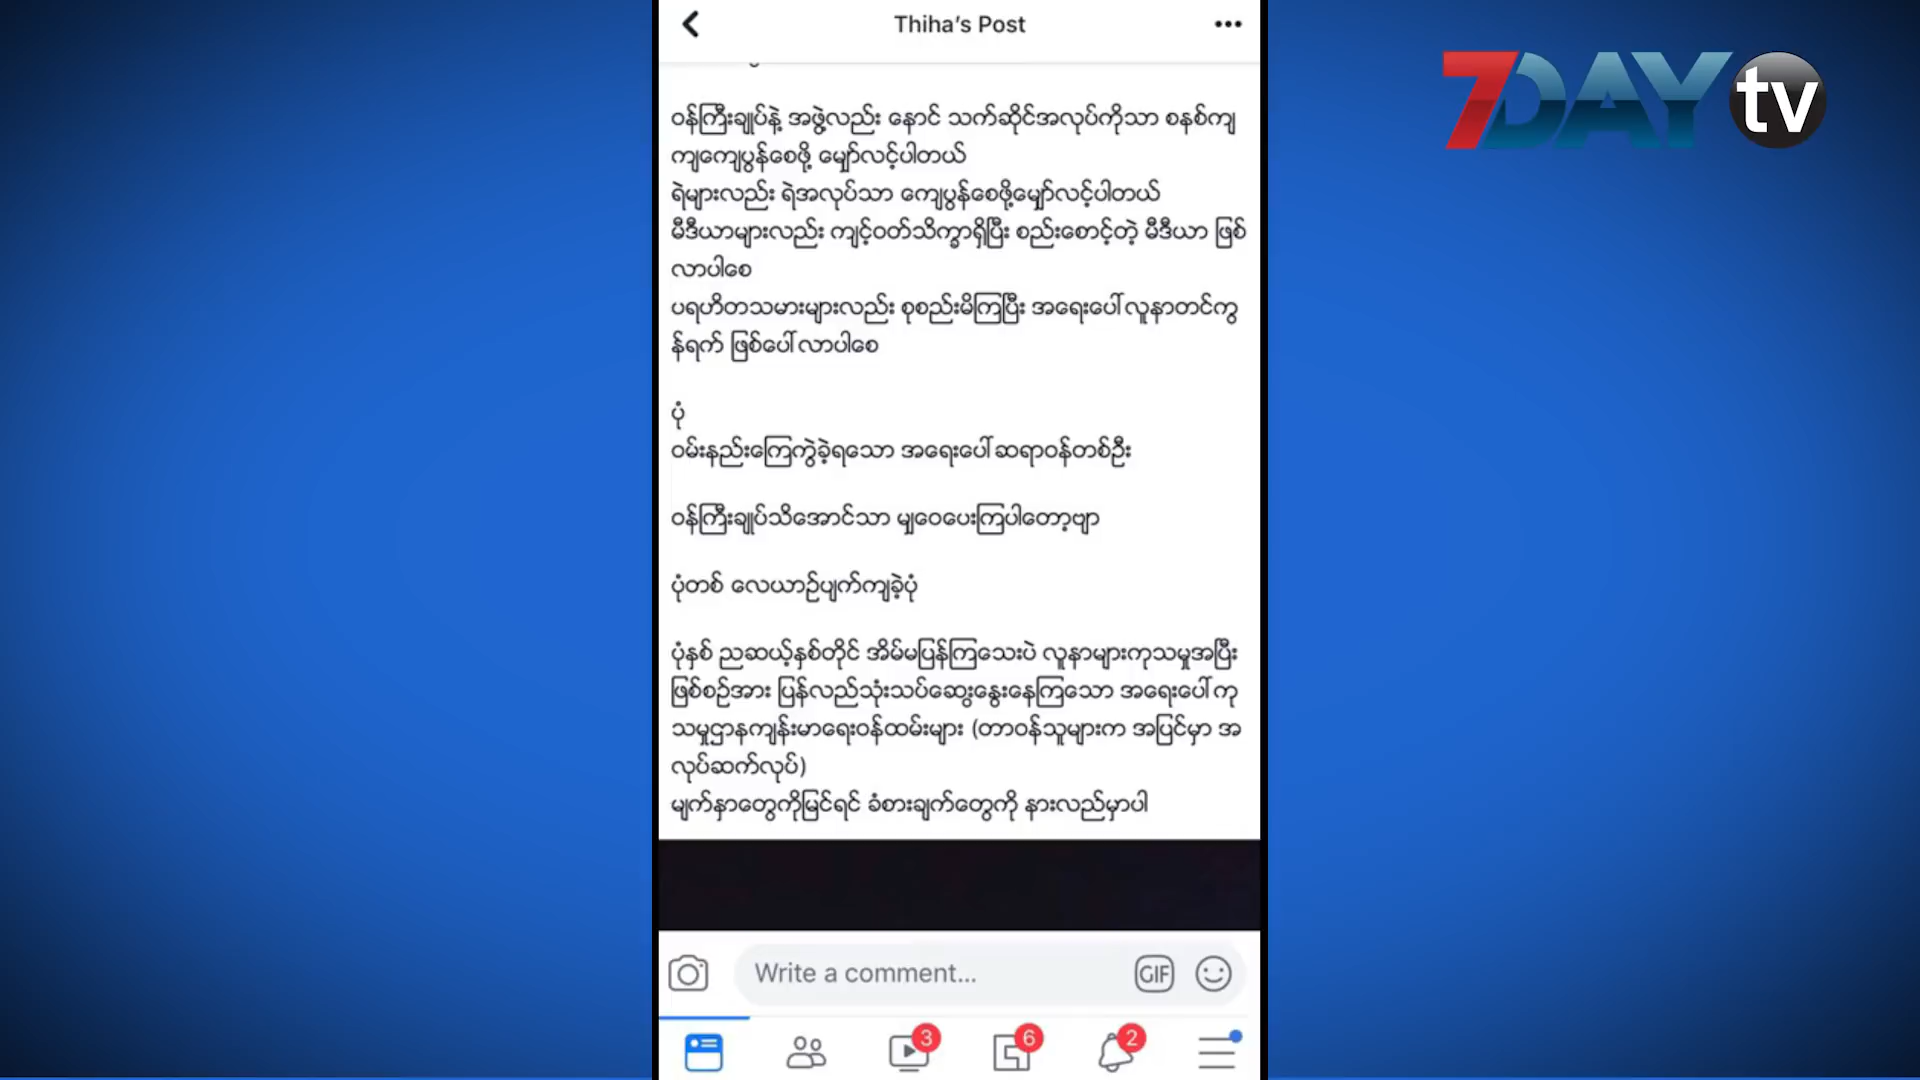 Thiha's Post
7DAY tv
ဝန်ကြီးချုပ်နဲ့ အဖွဲ့လည်း နောင် သက်ဆိုင်အလုပ်ကိုသာ စနစ်ကျ
ကျကျေပွန်စေဖို့ မျှော်လင့်ပါတယ်
ရဲများလည်း ရဲအလုပ်သာ ကျေပွန်စေဖို့မျှော်လင့်ပါတယ်
မီဒီယာများလည်း ကျင့်ဝတ်သိက္ခာရှိပြီး စည်းစောင့်တဲ့ မီဒီယာ ဖြစ်
လာပါစေ
ပရဟိတသမားများလည်း စုစည်းမိကြပြီး အရေးပေါ်လူနာတင်ကွ
န်ရက် ဖြစ်ပေါ်လာပါစေ
ပုံ
ဝမ်းနည်းကြေကွဲခဲ့ရသော အရေးပေါ်ဆရာဝန်တစ်ဦး
ဝန်ကြီးချုပ်သိအောင်သာ မျှဝေပေးကြပါတော့ဗျာ
ပုံတစ် လေယာဉ်ပျက်ကျခဲ့ပုံ
ပုံနှစ် ညဆယ့်နှစ်တိုင် အိမ်မပြန်ကြသေးပဲ လူနာများကုသမှုအပြီး
ဖြစ်စဉ်အား ပြန်လည်သုံးသပ်ဆွေးနွေးနေကြသော အရေးပေါ်ကု
သမှုဌာနကျန်းမာရေးဝန်ထမ်းများ (တာဝန်သူများက အပြင်မှာ အ
လုပ်ဆက်လုပ်)
မျက်နှာတွေကိုမြင်ရင် ခံစားချက်တွေကို နားလည်မှာပါ
Write a comment...
GIF
3
6
2